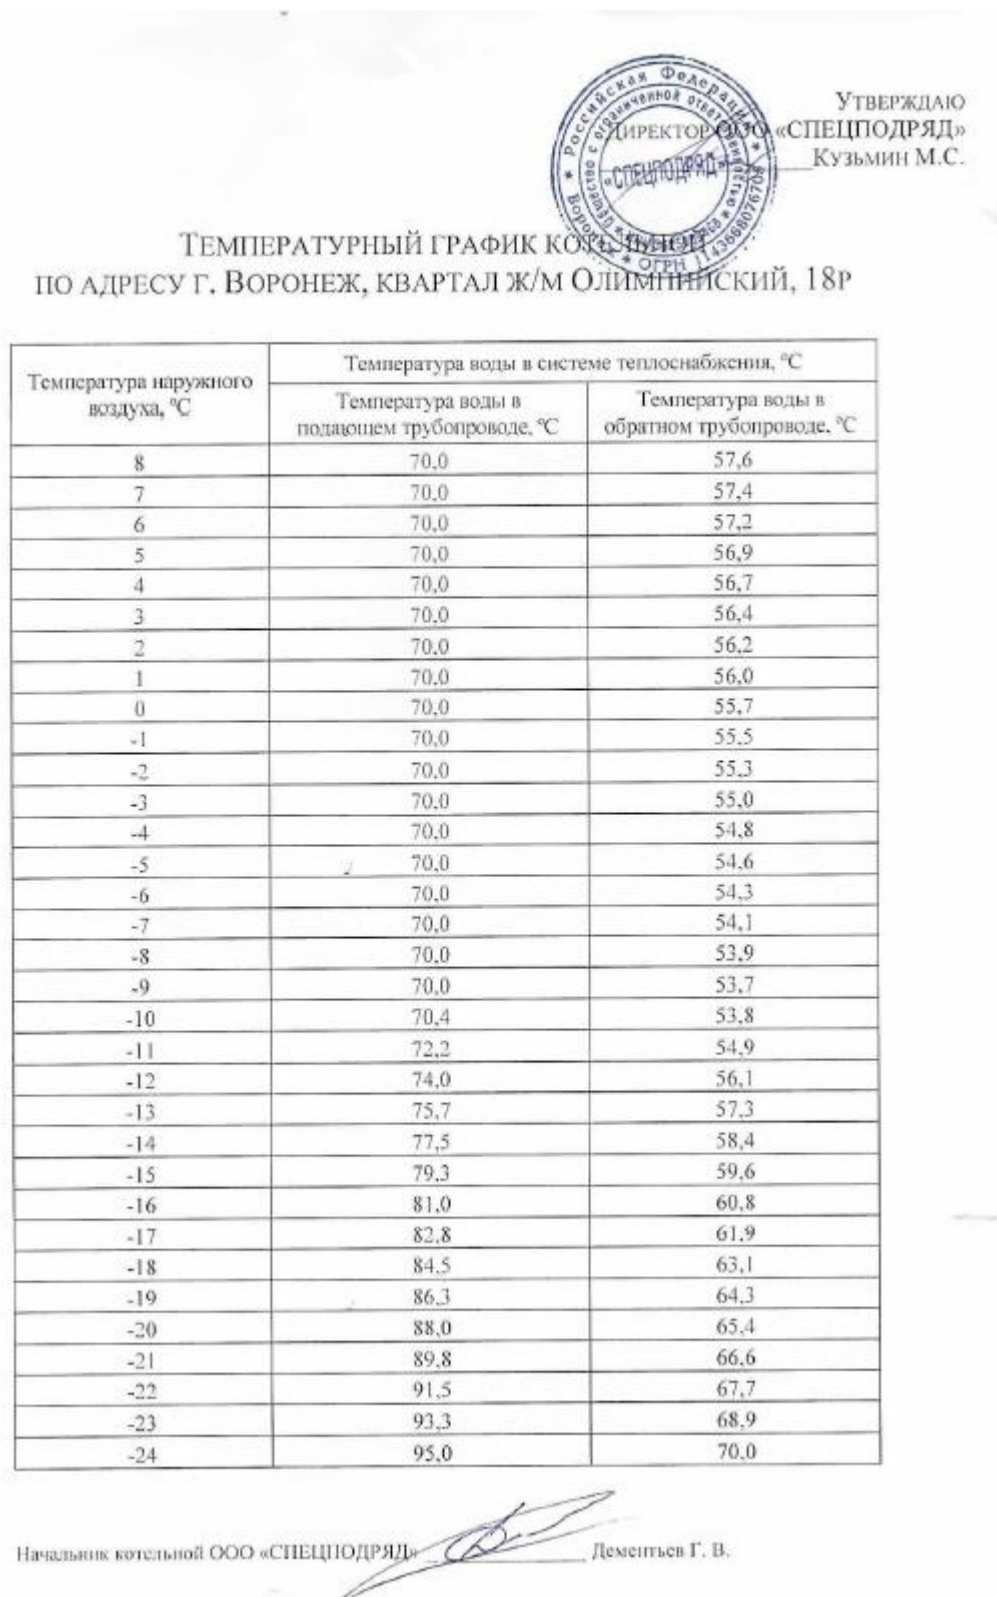 УТВЕРЖДАЮ
ДИРЕКТОР ООО «СПЕЦПОДРЯД»
КУЗЬМИН М.С.
Российская Федерация
Общество с ограниченной ответственностью
«СПЕЦПОДРЯД»
ОГРН 1143668076708
ТЕМПЕРАТУРНЫЙ ГРАФИК КОТЕЛЬНОЙ
ПО АДРЕСУ Г. ВОРОНЕЖ, КВАРТАЛ Ж/М ОЛИМПИЙСКИЙ, 18Р
Температура наружного воздуха, °С
Температура воды в системе теплоснабжения, °С
Температура воды в подающем трубопроводе, °С
Температура воды в обратном трубопроводе, °С
8 70,0 57,6
7 70,0 57,4
6 70,0 57,2
5 70,0 56,9
4 70,0 56,7
3 70,0 56,4
2 70,0 56,2
1 70,0 56,0
0 70,0 55,7
-1 70,0 55,5
-2 70,0 55,3
-3 70,0 55,0
-4 70,0 54,8
-5 70,0 54,6
-6 70,0 54,3
-7 70,0 54,1
-8 70,0 53,9
-9 70,0 53,7
-10 70,4 53,8
-11 72,2 54,9
-12 74,0 56,1
-13 75,7 57,3
-14 77,5 58,4
-15 79,3 59,6
-16 81,0 60,8
-17 82,8 61,9
-18 84,5 63,1
-19 86,3 64,3
-20 88,0 65,4
-21 89,8 66,6
-22 91,5 67,7
-23 93,3 68,9
-24 95,0 70,0
Начальник котельной ООО «СПЕЦПОДРЯД» Дементьев Г. В.